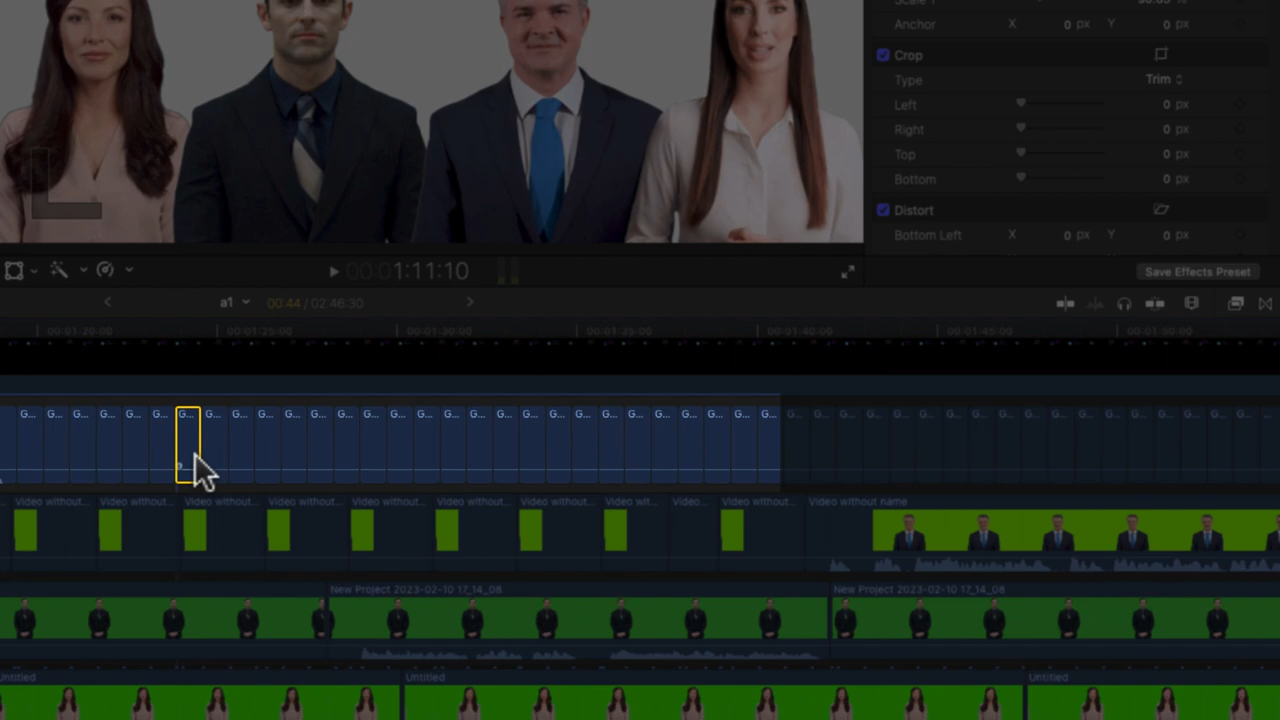 Anchor X 0 px Y 0 px
Crop
Type Trim
Left 0 px
Right 0 px
Top 0 px
Bottom 0 px
Distort
Bottom Left X 0 px Y 0 px
00:01:11:10
Save Effects Preset
a1 00:44 / 02:46:30
00:01:20:00 00:01:25:00 00:01:30:00 00:01:35:00 00:01:40:00 00:01:45:00 00:01:50:00
G... G... G... G... G... G... G... G... G... G... G... G... G... G... G... G... G... G... G... G... G... G... G... G... G... G... G... G... G... G... G... G... G... G... G... G... G... G... G... G... G... G... G... G... G... G... G...
Video without... Video without... Video without... Video without... Video without... Video without... Video without... Video wit... Video... Video without... Video without name
New Project 2023-02-10 17_14_08 New Project 2023-02-10 17_14_08
Untitled Untitled Untitled